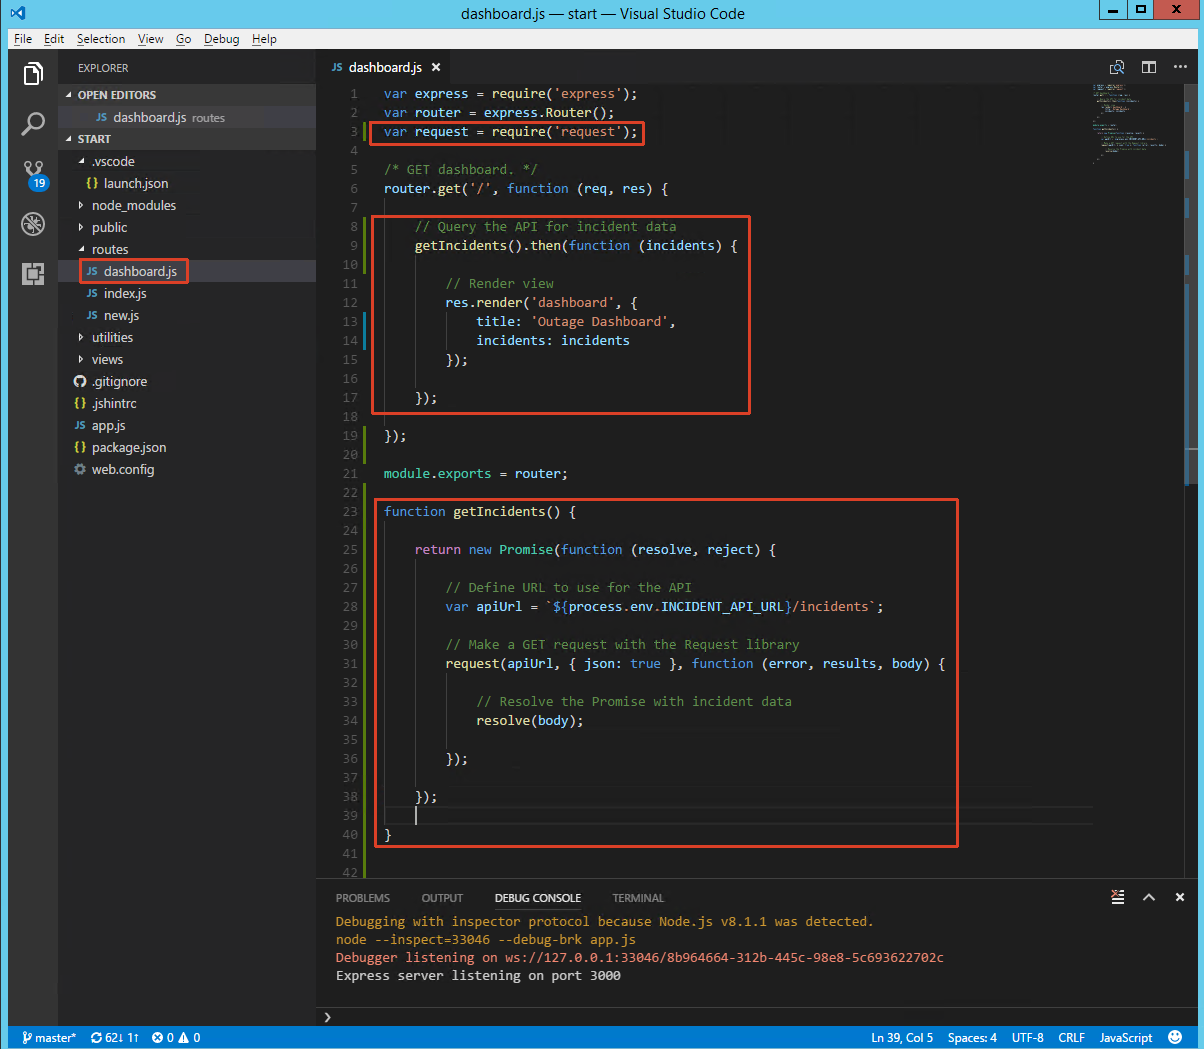 dashboard.js — start — Visual Studio Code
File Edit Selection View Go Debug Help
EXPLORER
OPEN EDITORS
JS dashboard.js routes
START
.vscode
{} launch.json
node_modules
public
routes
JS dashboard.js
JS index.js
JS new.js
utilities
views
.gitignore
{} .jshintrc
JS app.js
{} package.json
web.config
19
JS dashboard.js
1 var express = require('express');
2 var router = express.Router();
3 var request = require('request');
4
5 /* GET dashboard. */
6 router.get('/', function (req, res) {
7
8 // Query the API for incident data
9 getIncidents().then(function (incidents) {
10
11 // Render view
12 res.render('dashboard', {
13 title: 'Outage Dashboard',
14 incidents: incidents
15 });
16
17 });
18
19 });
20
21 module.exports = router;
22
23 function getIncidents() {
24
25 return new Promise(function (resolve, reject) {
26
27 // Define URL to use for the API
28 var apiUrl = `${process.env.INCIDENT_API_URL}/incidents`;
29
30 // Make a GET request with the Request library
31 request(apiUrl, { json: true }, function (error, results, body) {
32
33 // Resolve the Promise with incident data
34 resolve(body);
35
36 });
37
38 });
39
40 }
41
42
PROBLEMS OUTPUT DEBUG CONSOLE TERMINAL
Debugging with inspector protocol because Node.js v8.1.1 was detected.
node --inspect=33046 --debug-brk app.js
Debugger listening on ws://127.0.0.1:33046/8b964664-312b-445c-98e8-5c693622702c
Express server listening on port 3000
master* 62↓ 1↑ 0 0 Ln 39, Col 5 Spaces: 4 UTF-8 CRLF JavaScript